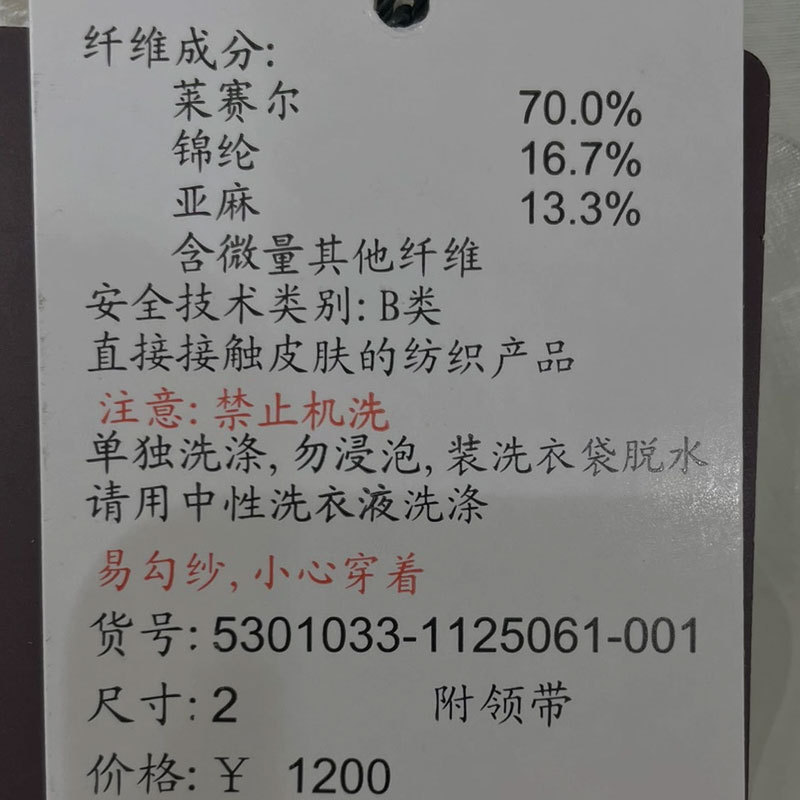 纤维成分:
莱赛尔 70.0%
锦纶 16.7%
亚麻 13.3%
含微量其他纤维
安全技术类别: B类
直接接触皮肤的纺织产品
注意: 禁止机洗
单独洗涤, 勿浸泡, 装洗衣袋脱水
请用中性洗衣液洗涤
易勾纱, 小心穿着
货号: 5301033-1125061-001
尺寸: 2 附领带
价格: ¥ 1200